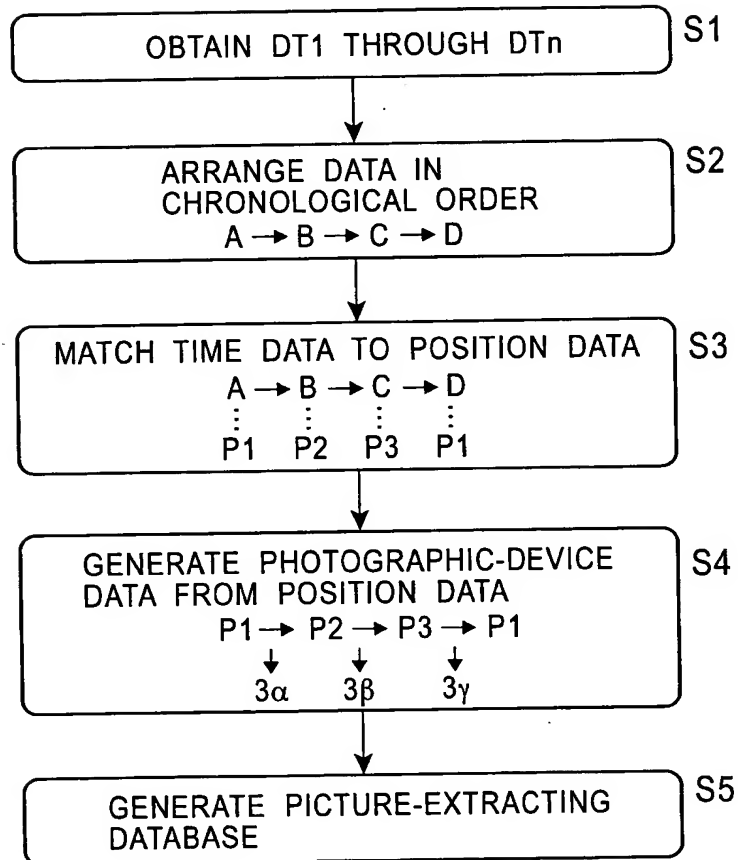 OBTAIN DT1 THROUGH DTn
S1
ARRANGE DATA IN
CHRONOLOGICAL ORDER
A → B → C → D
S2
MATCH TIME DATA TO POSITION DATA
A → B → C → D
P1 P2 P3 P1
S3
GENERATE PHOTOGRAPHIC-DEVICE
DATA FROM POSITION DATA
P1 → P2 → P3 → P1
3α 3β 3γ
S4
GENERATE PICTURE-EXTRACTING
DATABASE
S5